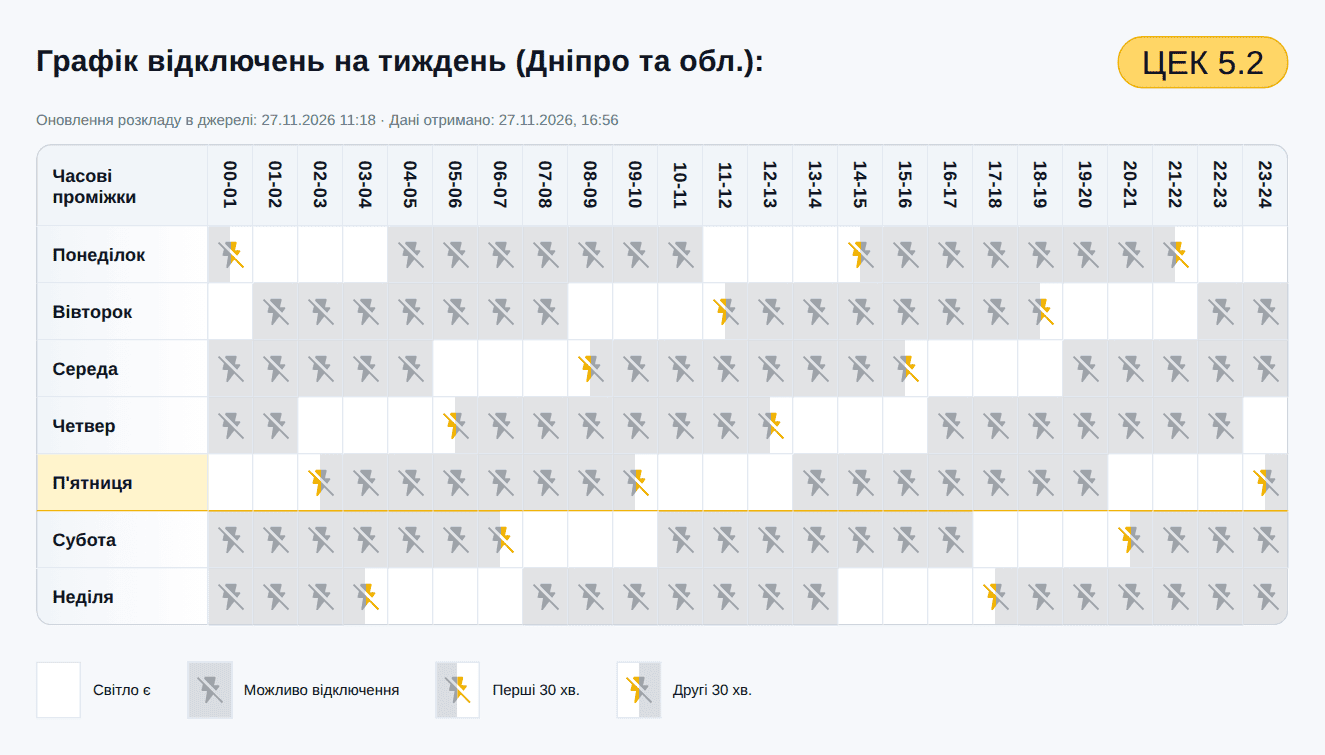 Графік відключень на тиждень (Дніпро та обл.):
ЦЕК 5.2
Оновлення розкладу в джерелі: 27.11.2026 11:18 · Дані отримано: 27.11.2026, 16:56
Часові
проміжки
00-01
01-02
02-03
03-04
04-05
05-06
06-07
07-08
08-09
09-10
10-11
11-12
12-13
13-14
14-15
15-16
16-17
17-18
18-19
19-20
20-21
21-22
22-23
23-24
Понеділок
Вівторок
Середа
Четвер
П'ятниця
Субота
Неділя
Світло є
Можливо відключення
Перші 30 хв.
Другі 30 хв.